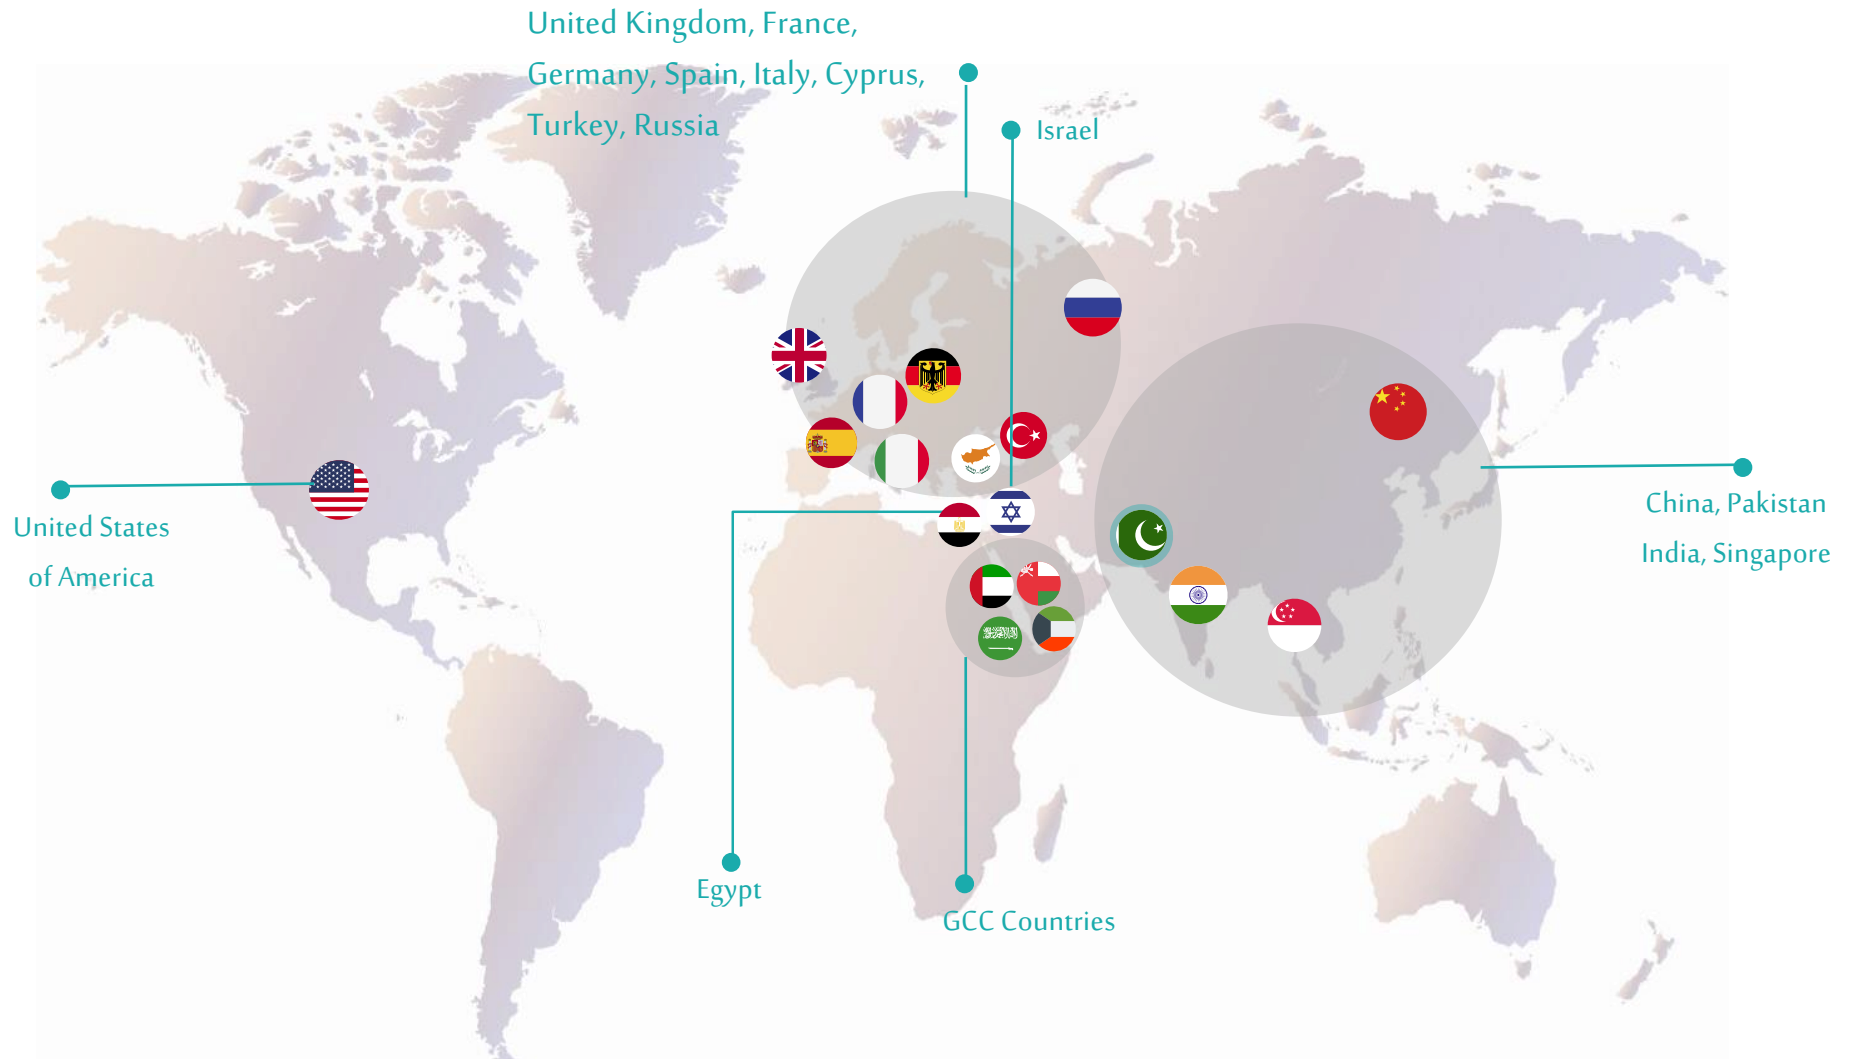 United Kingdom, France,
Germany, Spain, Italy, Cyprus,
Turkey, Russia
Israel
United States
of America
China, Pakistan
India, Singapore
Egypt
GCC Countries